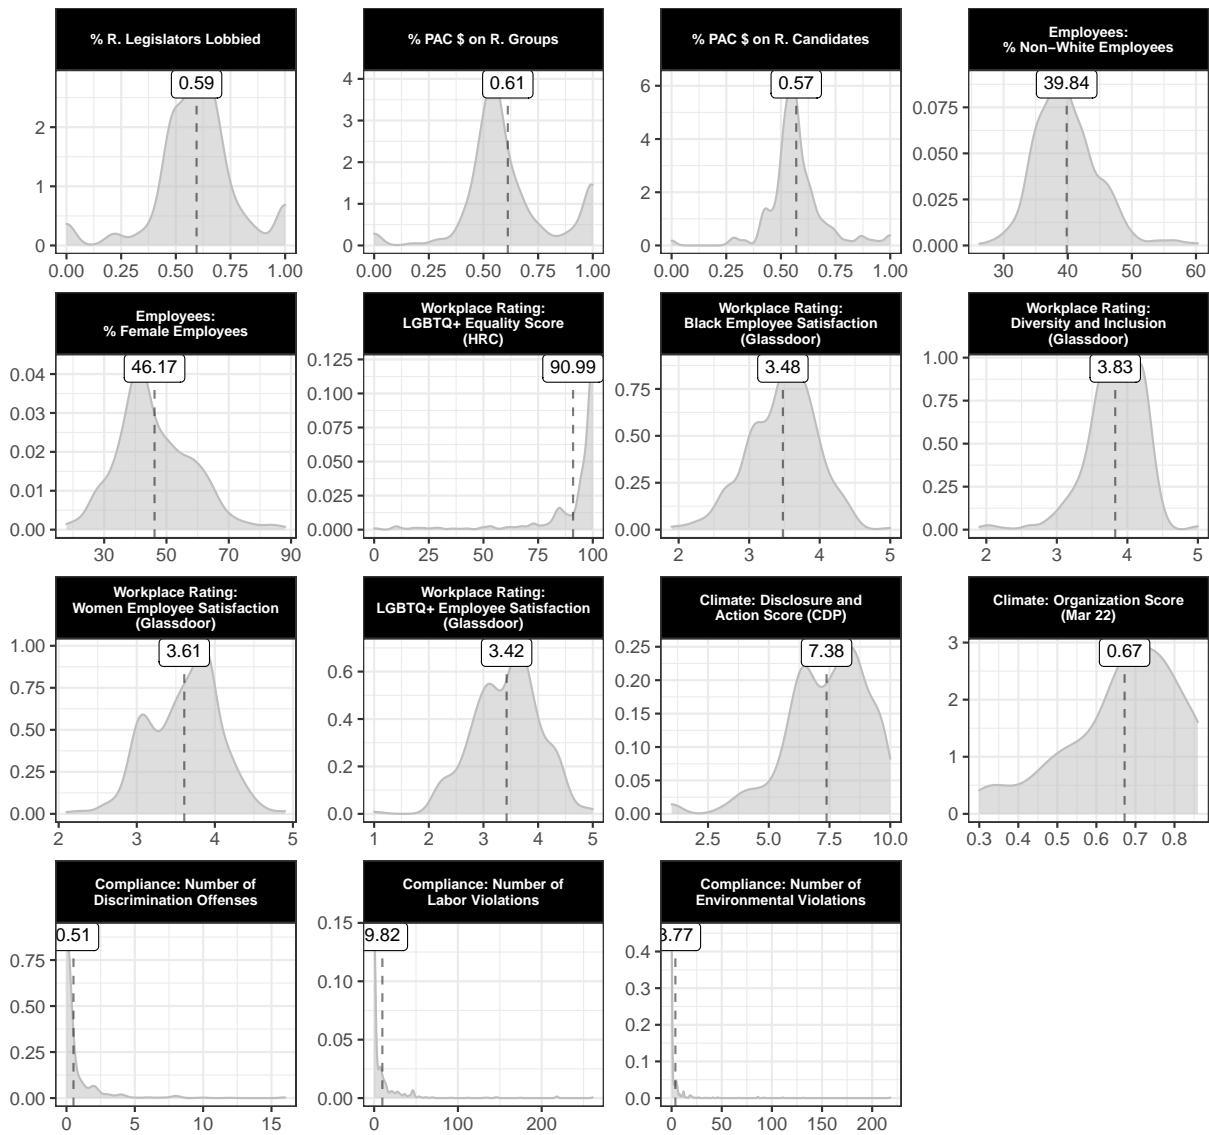 % R. Legislators Lobbied
% PAC $ on R. Groups
% PAC $ on R. Candidates
Employees:
% Non−White Employees
0.59
0.61
0.57
39.84
2
1
0
4
3
2
1
0
6
4
2
0
0.075
0.050
0.025
0.000
0.00 0.25 0.50 0.75 1.00
0.00 0.25 0.50 0.75 1.00
0.00 0.25 0.50 0.75 1.00
30 40 50 60
Employees:
% Female Employees
Workplace Rating:
LGBTQ+ Equality Score
(HRC)
Workplace Rating:
Black Employee Satisfaction
(Glassdoor)
Workplace Rating:
Diversity and Inclusion
(Glassdoor)
46.17
90.99
3.48
3.83
0.04
0.03
0.02
0.01
0.00
0.125
0.100
0.075
0.050
0.025
0.000
0.75
0.50
0.25
0.00
1.00
0.75
0.50
0.25
0.00
30 50 70 90
0 25 50 75 100
2 3 4 5
2 3 4 5
Workplace Rating:
Women Employee Satisfaction
(Glassdoor)
Workplace Rating:
LGBTQ+ Employee Satisfaction
(Glassdoor)
Climate: Disclosure and
Action Score (CDP)
Climate: Organization Score
(Mar 22)
3.61
3.42
7.38
0.67
1.00
0.75
0.50
0.25
0.00
0.6
0.4
0.2
0.0
0.25
0.20
0.15
0.10
0.05
0.00
3
2
1
0
2 3 4 5
1 2 3 4 5
2.5 5.0 7.5 10.0
0.3 0.4 0.5 0.6 0.7 0.8
Compliance: Number of
Discrimination Offenses
Compliance: Number of
Labor Violations
Compliance: Number of
Environmental Violations
0.51
9.82
3.77
0.75
0.50
0.25
0.00
0.15
0.10
0.05
0.00
0.4
0.3
0.2
0.1
0.0
0 5 10 15
0 100 200
0 50 100 150 200